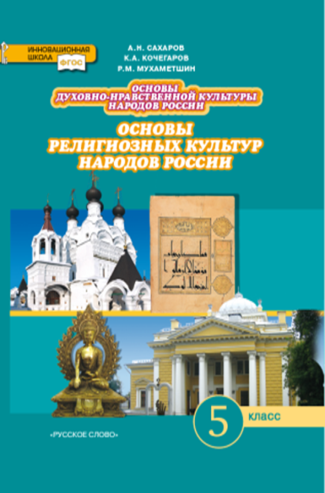 ИННОВАЦИОННАЯ
ШКОЛА
ФГОС
А.Н. САХАРОВ
К.А. КОЧЕГАРОВ
Р.М. МУХАМЕТШИН
ОСНОВЫ
ДУХОВНО-НРАВСТВЕННОЙ КУЛЬТУРЫ
НАРОДОВ РОССИИ
ОСНОВЫ
РЕЛИГИОЗНЫХ КУЛЬТУР
НАРОДОВ РОССИИ
5 КЛАСС
«РУССКОЕ СЛОВО»